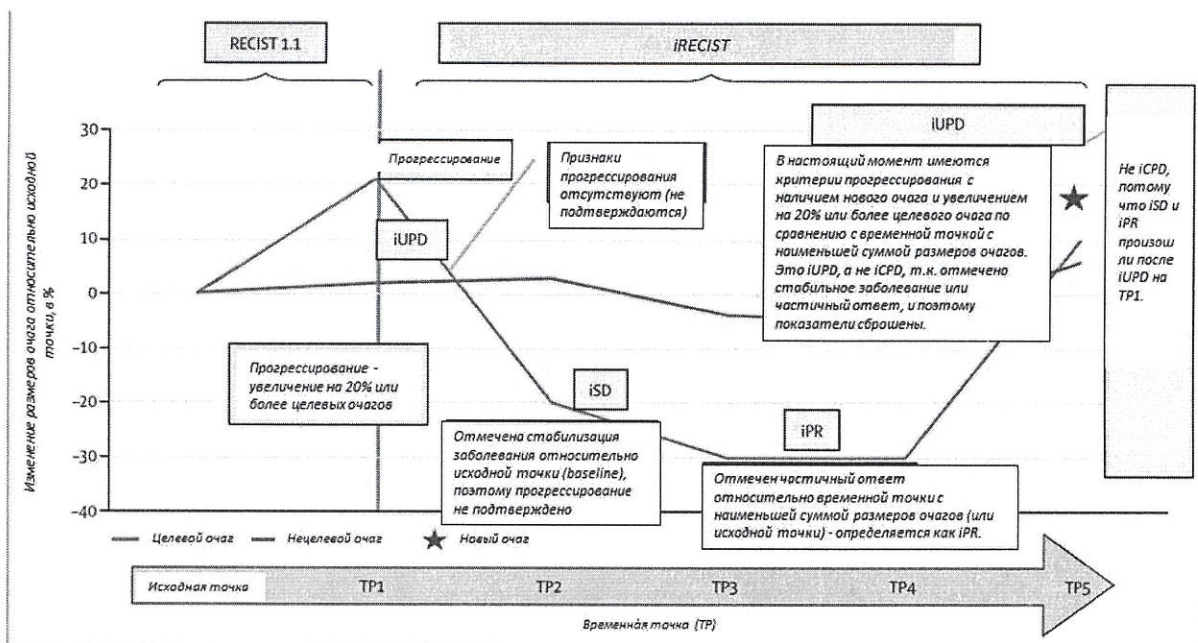 RECIST 1.1
iRECIST
Изменение размеров очага относительно исходной
точки, в %
30
20
10
0
–10
–20
–30
–40
Прогрессирование
iUPD
Признаки
прогрессирования
отсутствуют (не
подтверждаются)
iUPD
В настоящий момент имеются
критерии прогрессирования с
наличием нового очага и увеличением
на 20% или более целевого очага по
сравнению с временной точкой с
наименьшей суммой размеров очагов.
Это iUPD, а не iCPD, т.к. отмечено
стабильное заболевание или
частичный ответ, и поэтому
показатели сброшены.
Не iCPD,
потому
что iSD и
iPR
произош
ли после
iUPD на
TP1.
Прогрессирование -
увеличение на 20% или
более целевых очагов
iSD
Отмечена стабилизация
заболевания относительно
исходной точки (baseline),
поэтому прогрессирование
не подтверждено
iPR
Отмечен частичный ответ
относительно временной точки с
наименьшей суммой размеров очагов (или
исходной точки) - определяется как iPR.
Целевой очаг
Нецелевой очаг
Новый очаг
Исходная точка
TP1
TP2
TP3
TP4
TP5
Временная точка (TP)